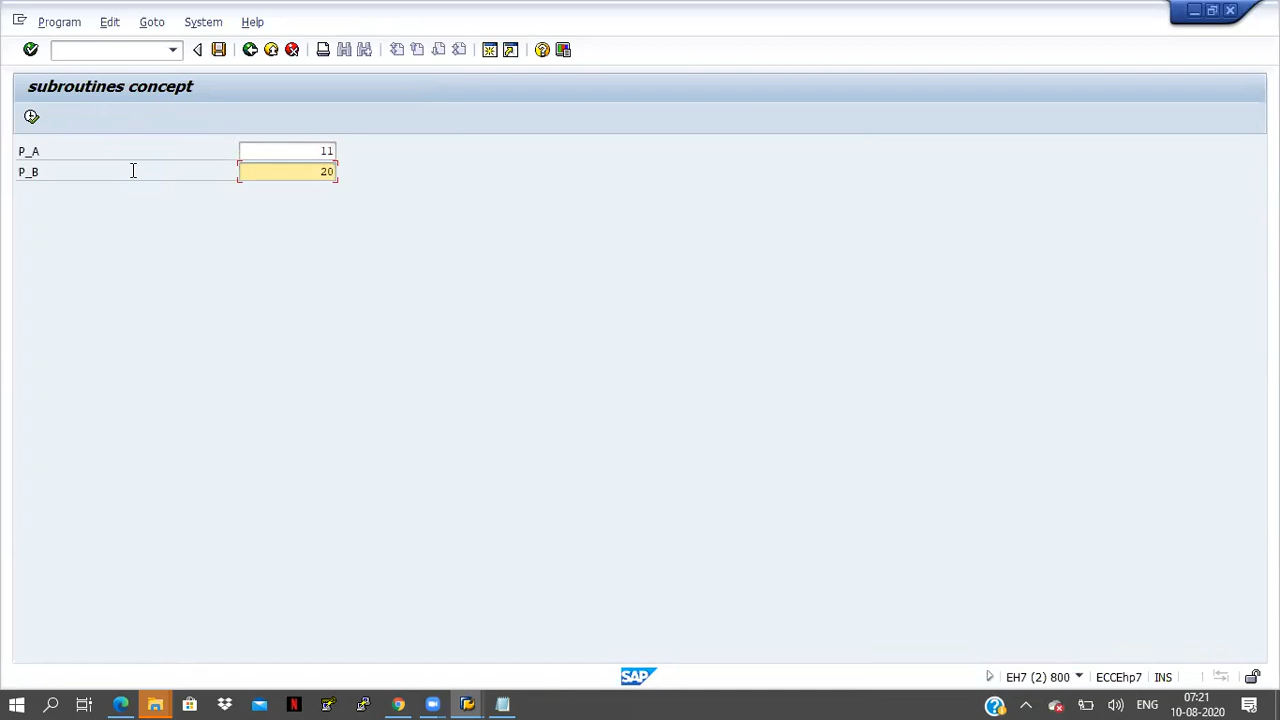 Program Edit Goto System Help
subroutines concept
P_A 11
P_B 20
SAP
EH7 (2) 800 ECCEhp7 INS
07:21
ENG
10-08-2020